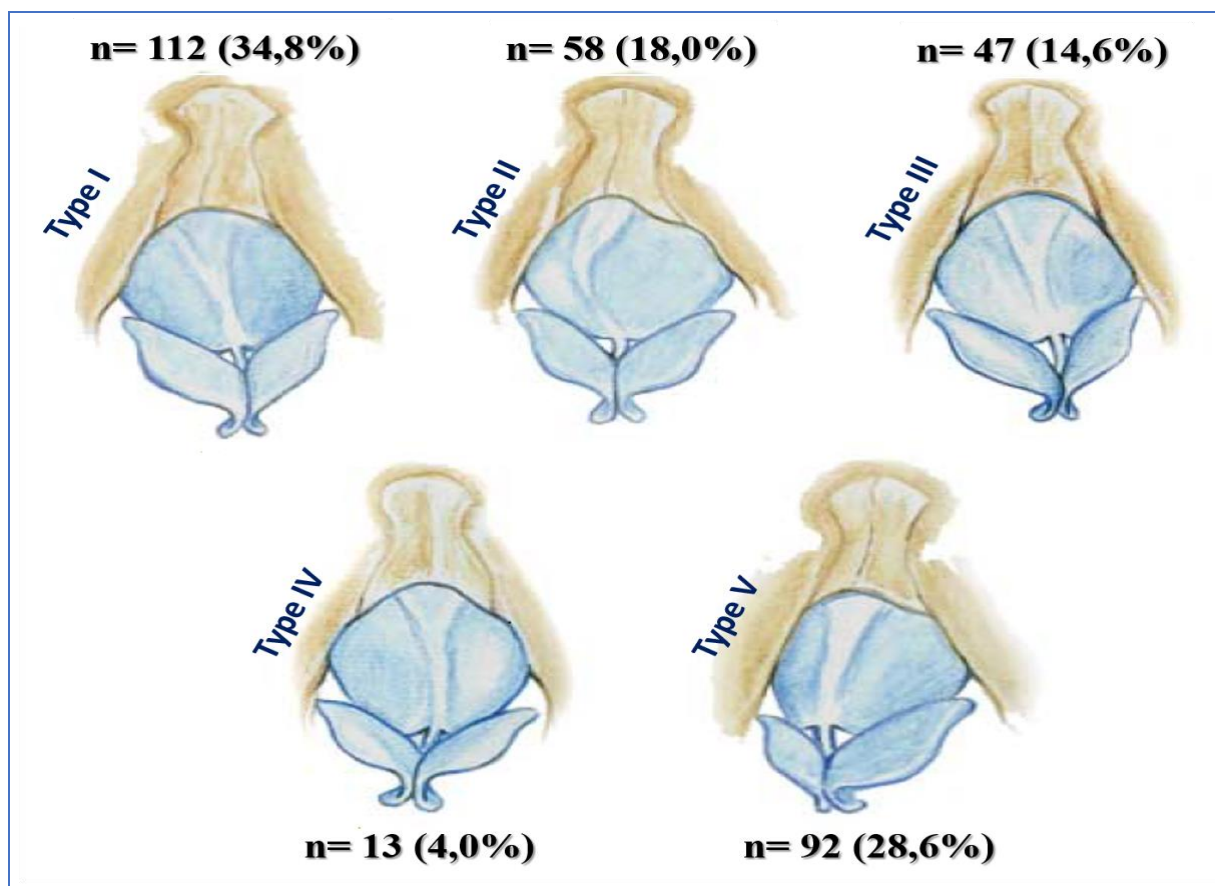 n= 112 (34,8%)
n= 58 (18,0%)
n= 47 (14,6%)
Type I
Type II
Type III
Type IV
Type V
n= 13 (4,0%)
n= 92 (28,6%)